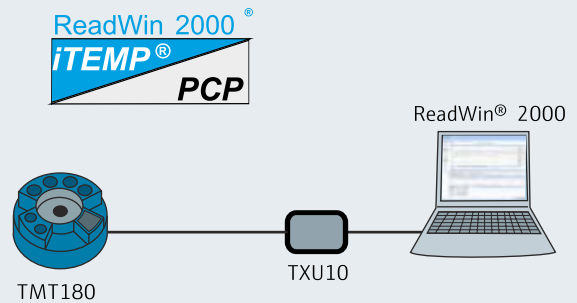 ReadWin 2000 ®
iTEMP ®
PCP
ReadWin® 2000
TXU10
TMT180